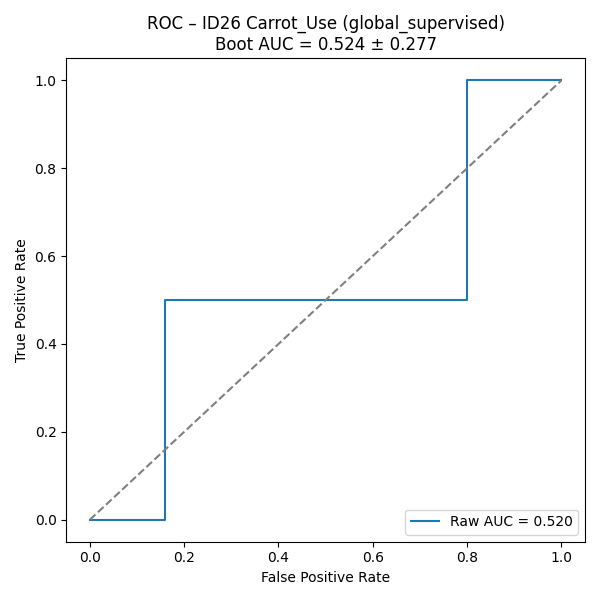 ROC – ID26 Carrot_Use (global_supervised)
Boot AUC = 0.524 ± 0.277
1.0
0.8
0.6
0.4
0.2
0.0
True Positive Rate
Raw AUC = 0.520
0.0 0.2 0.4 0.6 0.8 1.0
False Positive Rate